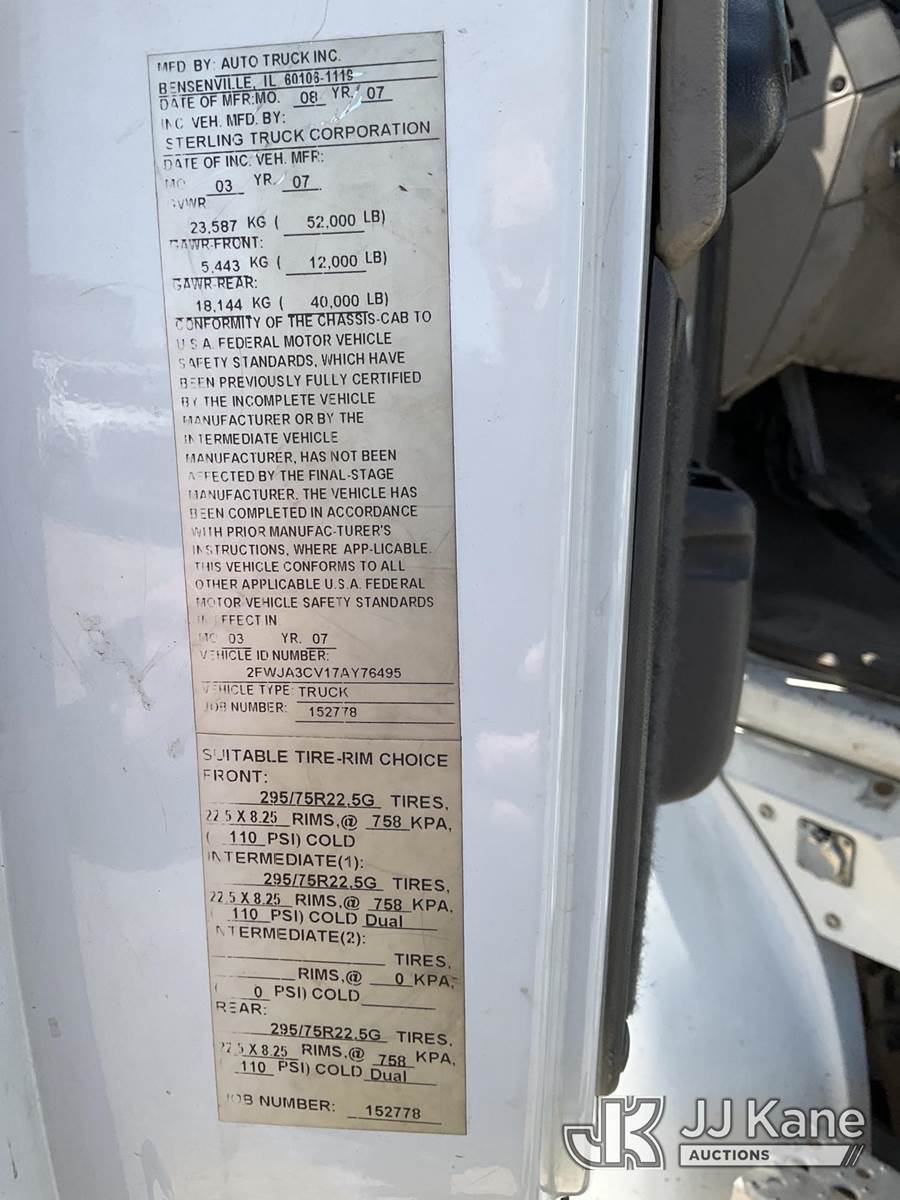 MFD BY: AUTO TRUCK INC.
BENSENVILLE, IL 60106-1119
DATE OF MFR:MO. 08 YR. 07
INC VEH. MFD. BY:
STERLING TRUCK CORPORATION
DATE OF INC. VEH. MFR:
MO 03 YR. 07
GVWR
23,587 KG ( 52,000 LB)
GAWR-FRONT:
5,443 KG ( 12,000 LB)
GAWR-REAR:
18,144 KG ( 40,000 LB)
CONFORMITY OF THE CHASSIS-CAB TO
U.S.A. FEDERAL MOTOR VEHICLE
SAFETY STANDARDS, WHICH HAVE
BEEN PREVIOUSLY FULLY CERTIFIED
BY THE INCOMPLETE VEHICLE
MANUFACTURER OR BY THE
INTERMEDIATE VEHICLE
MANUFACTURER, HAS NOT BEEN
AFFECTED BY THE FINAL-STAGE
MANUFACTURER. THE VEHICLE HAS
BEEN COMPLETED IN ACCORDANCE
WITH PRIOR MANUFAC-TURER'S
INSTRUCTIONS, WHERE APP-LICABLE.
THIS VEHICLE CONFORMS TO ALL
OTHER APPLICABLE U.S.A. FEDERAL
MOTOR VEHICLE SAFETY STANDARDS
IN EFFECT IN
MO 03 YR. 07
VEHICLE ID NUMBER:
2FWJA3CV17AY76495
VEHICLE TYPE: TRUCK
JOB NUMBER: 152778
SUITABLE TIRE-RIM CHOICE
FRONT:
295/75R22.5G TIRES,
22.5 X 8.25 RIMS,@ 758 KPA,
( 110 PSI) COLD
INTERMEDIATE(1):
295/75R22.5G TIRES,
22.5 X 8.25 RIMS,@ 758 KPA,
( 110 PSI) COLD Dual
INTERMEDIATE(2):
TIRES,
RIMS,@ 0 KPA,
( 0 PSI) COLD
REAR:
295/75R22.5G TIRES,
22.5 X 8.25 RIMS,@ 758 KPA,
( 110 PSI) COLD Dual
JOB NUMBER: 152778
JK JJ Kane
AUCTIONS